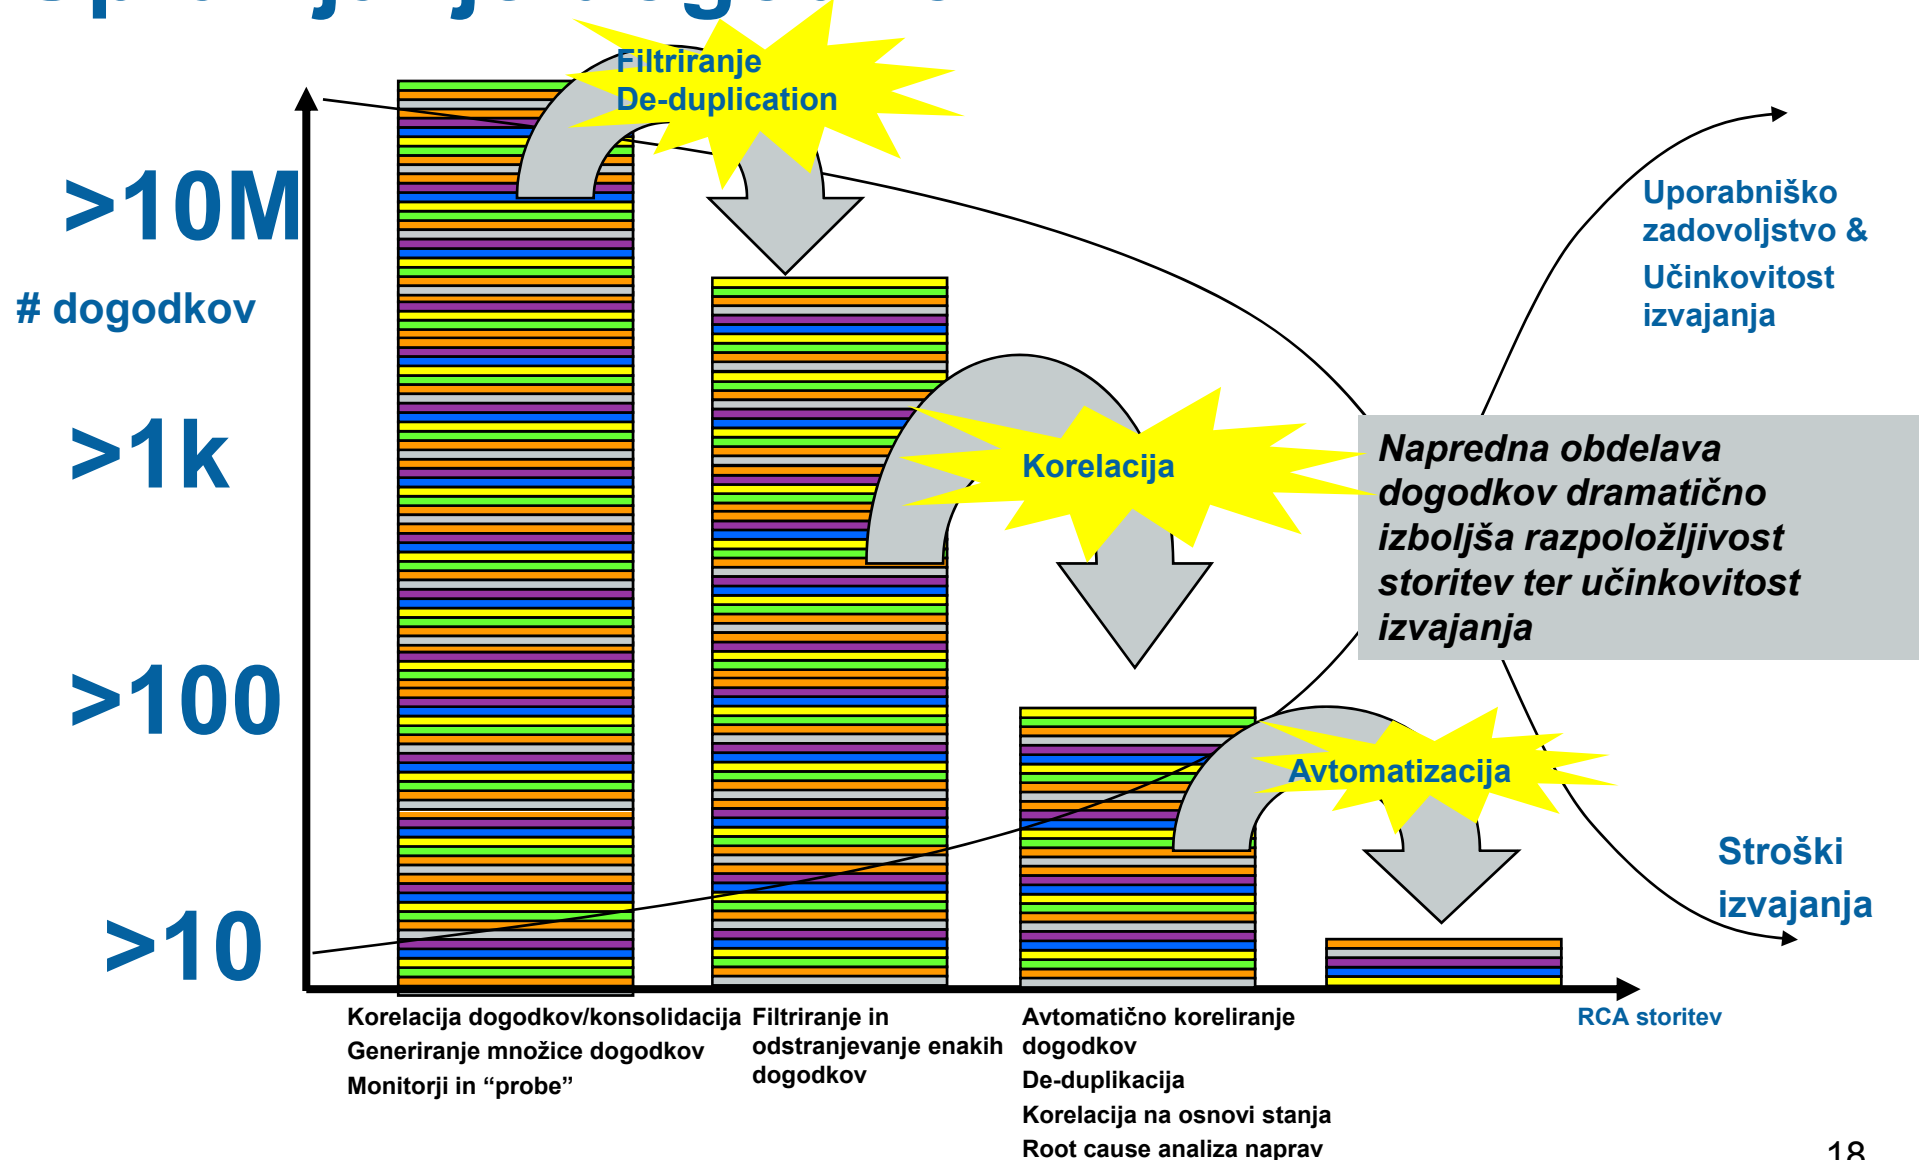 Filtriranje
De-duplication
>10M
# dogodkov
>1k
>100
>10
Uporabniško
zadovoljstvo &
Učinkovitost
izvajanja
Korelacija
Napredna obdelava
dogodkov dramatično
izboljša razpoložljivost
storitev ter učinkovitost
izvajanja
Avtomatizacija
Stroški
izvajanja
Korelacija dogodkov/konsolidacija
Generiranje množice dogodkov
Monitorji in “probe”
Filtriranje in
odstranjevanje enakih
dogodkov
Avtomatično koreliranje
dogodkov
De-duplikacija
Korelacija na osnovi stanja
Root cause analiza naprav
RCA storitev
18